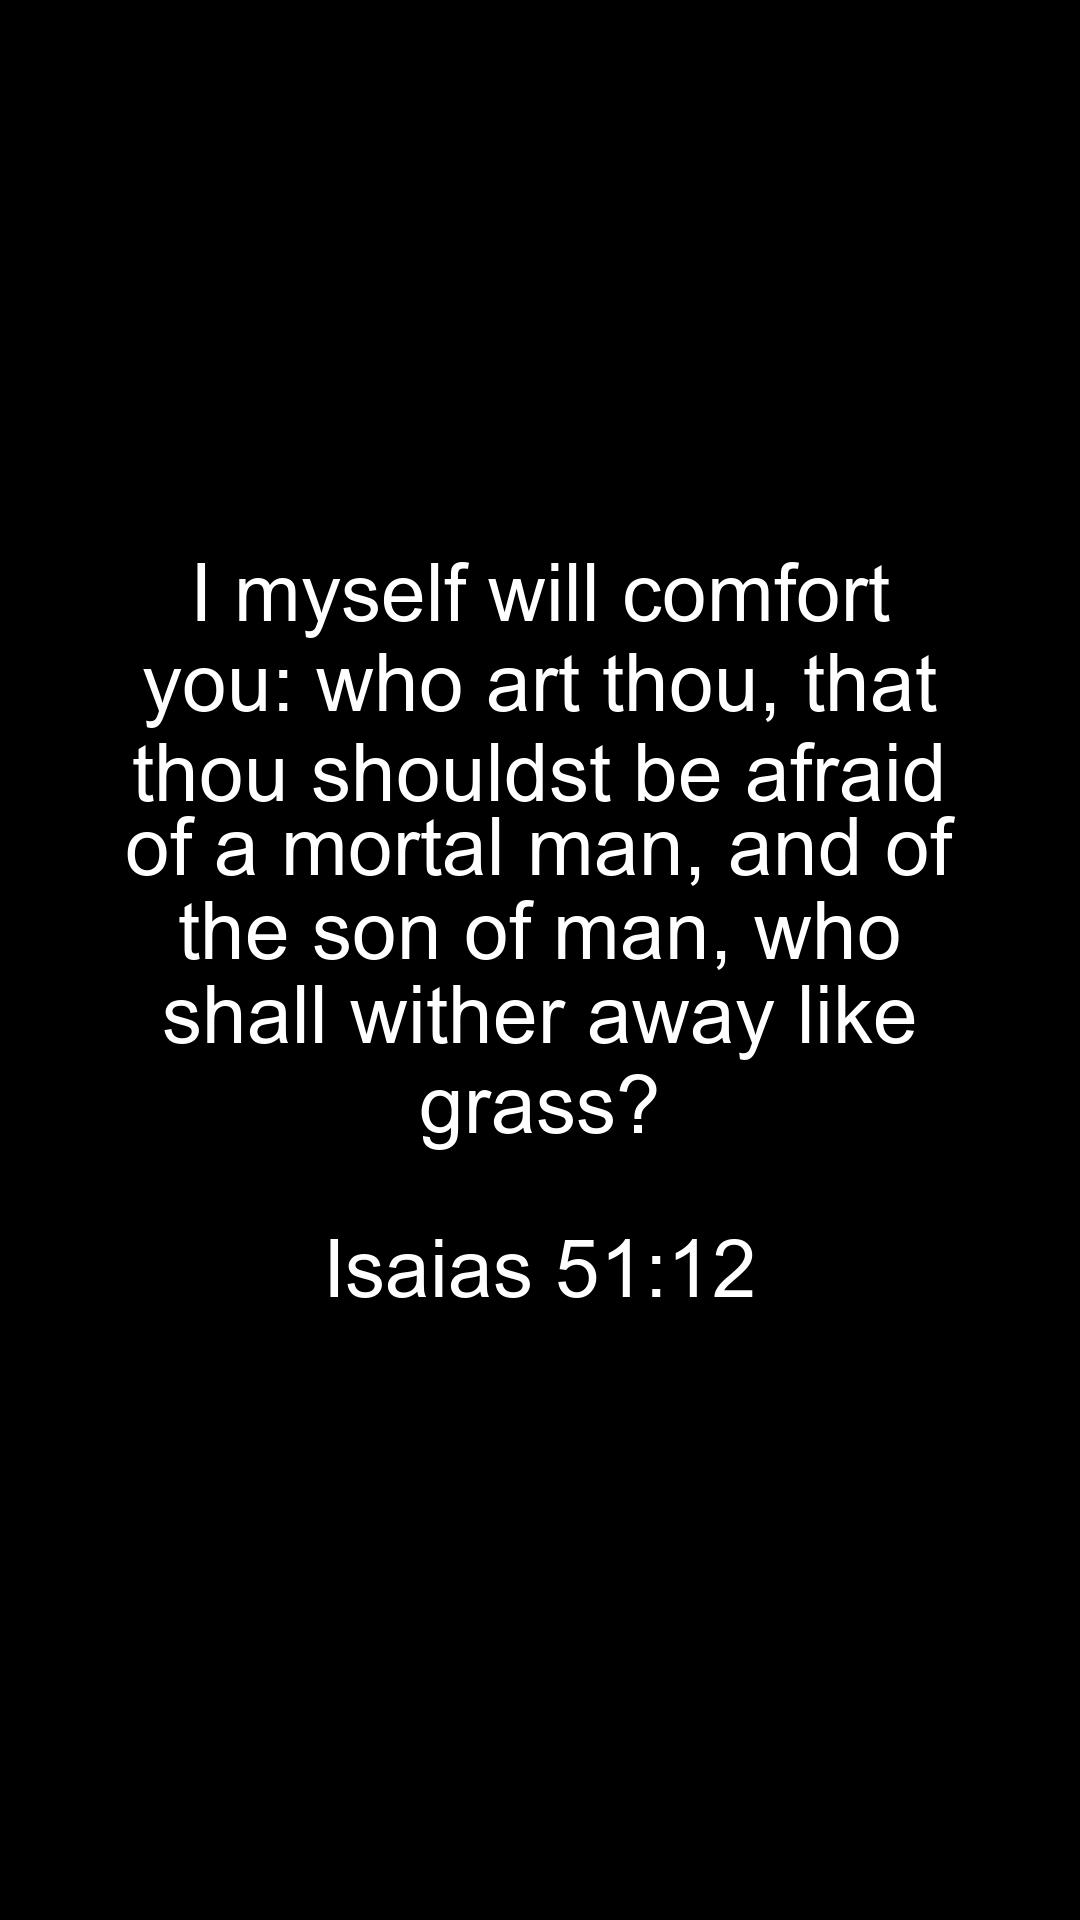 I myself will comfort
you: who art thou, that
thou shouldst be afraid
of a mortal man, and of
the son of man, who
shall wither away like
grass?
Isaias 51:12